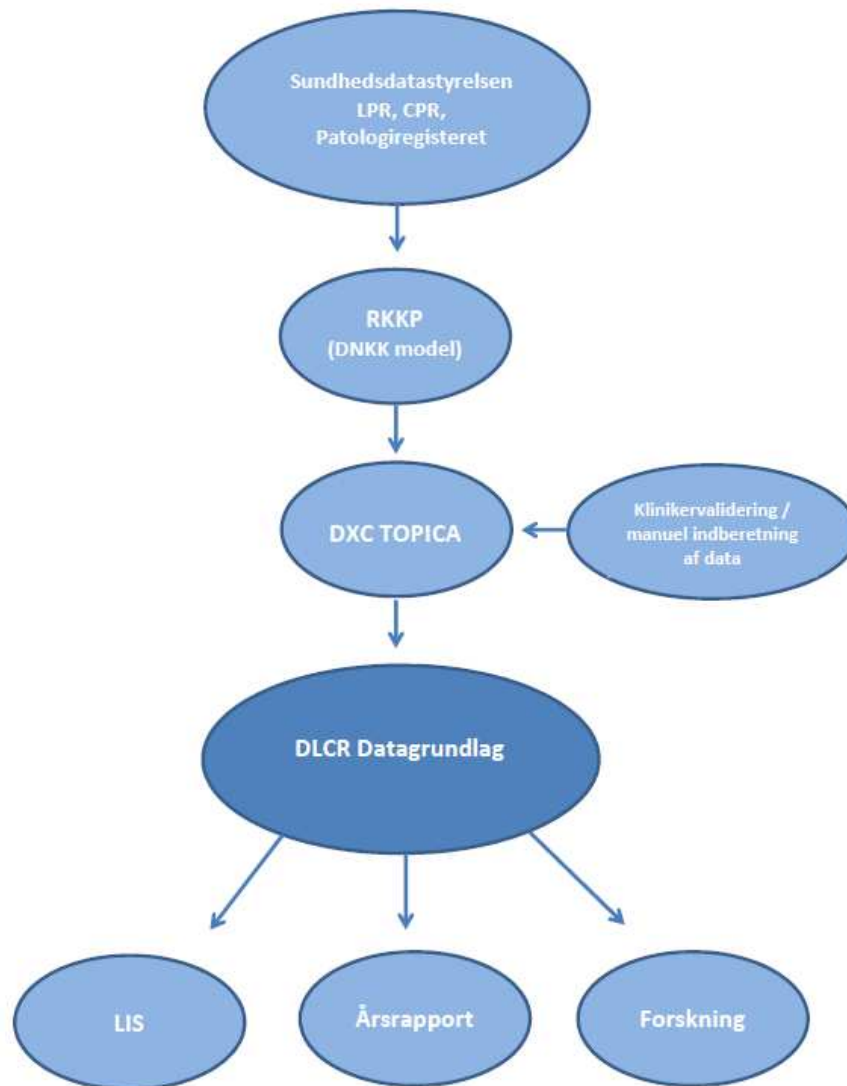 Sundhedsdatastyrelsen
LPR, CPR,
Patologiregisteret
RKKP
(DNKK model)
DXC TOPICA
Klinikervalidering /
manuel indberetning
af data
DLCR Datagrundlag
LIS
Årsrapport
Forskning